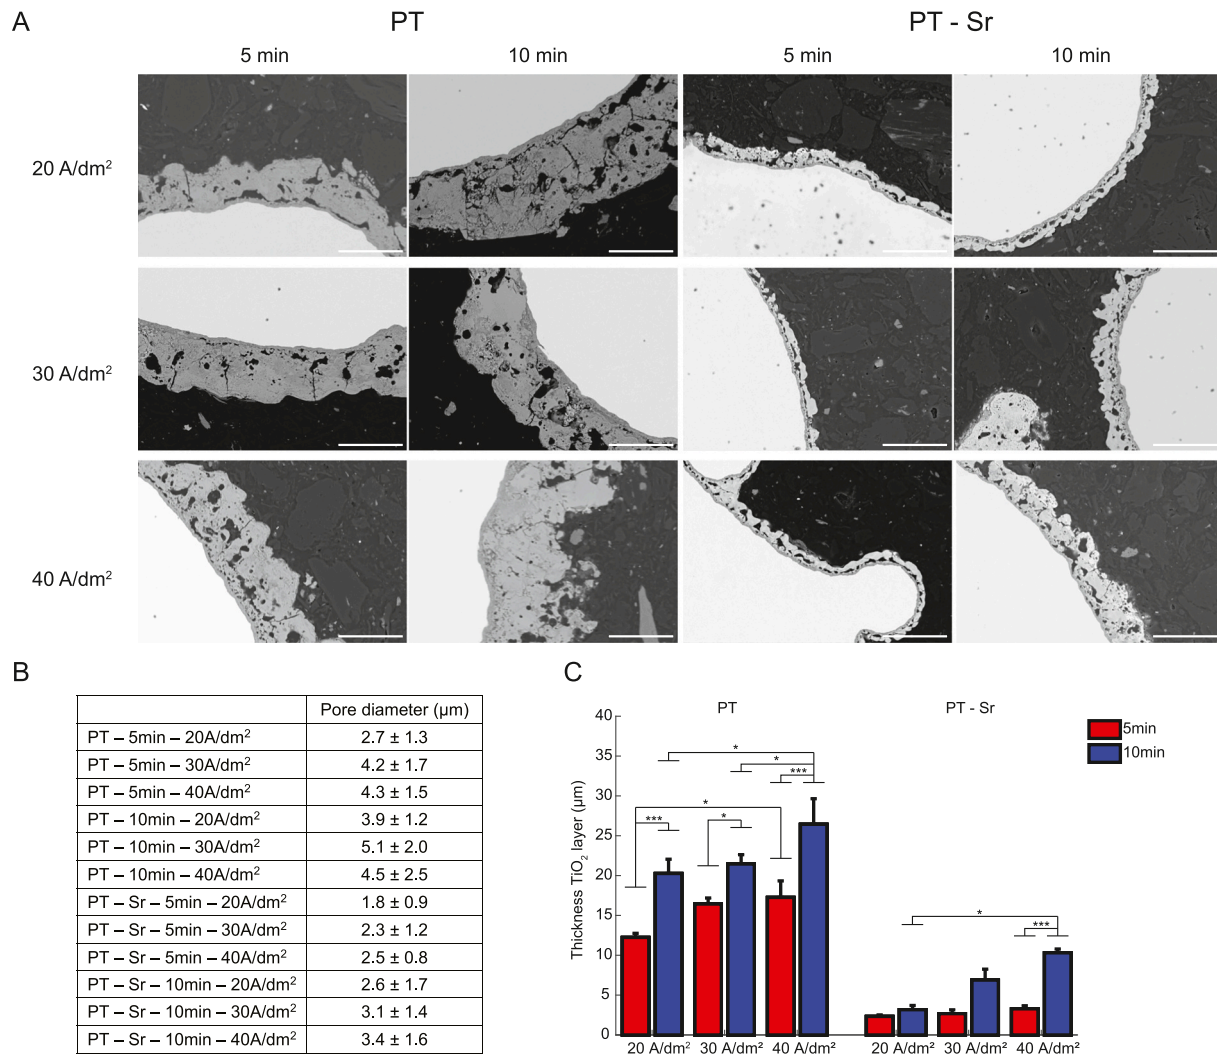 A
PT
PT - Sr
5 min
10 min
5 min
10 min
20 A/dm²
30 A/dm²
40 A/dm²
B
Pore diameter (µm)
PT – 5min – 20A/dm² 2.7 ± 1.3
PT – 5min – 30A/dm² 4.2 ± 1.7
PT – 5min – 40A/dm² 4.3 ± 1.5
PT – 10min – 20A/dm² 3.9 ± 1.2
PT – 10min – 30A/dm² 5.1 ± 2.0
PT – 10min – 40A/dm² 4.5 ± 2.5
PT – Sr – 5min – 20A/dm² 1.8 ± 0.9
PT – Sr – 5min – 30A/dm² 2.3 ± 1.2
PT – Sr – 5min – 40A/dm² 2.5 ± 0.8
PT – Sr – 10min – 20A/dm² 2.6 ± 1.7
PT – Sr – 10min – 30A/dm² 3.1 ± 1.4
PT – Sr – 10min – 40A/dm² 3.4 ± 1.6
C
PT
PT - Sr
5min
10min
Thickness TiO₂ layer (µm)
40
35
30
25
20
15
10
5
0
*
*
***
*
***
*
*
***
20 A/dm² 30 A/dm² 40 A/dm² 20 A/dm² 30 A/dm² 40 A/dm²